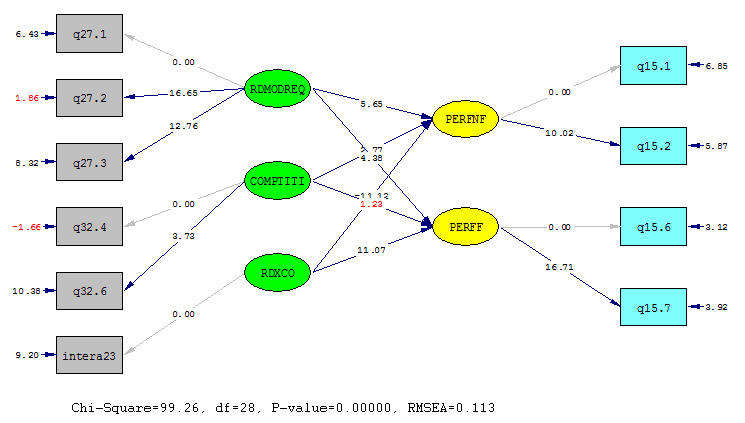 6.43 q27.1
1.86 q27.2
8.32 q27.3
-1.66 q32.4
10.38 q32.6
9.20 intera23
0.00
16.65
12.76
0.00
3.73
0.00
RDMODREQ
COMPTITI
RDXCO
5.65
4.38
1.23
11.07
PERFNF
PERFF
0.00
10.02
0.00
16.71
q15.1 6.85
q15.2 5.87
q15.6 3.12
q15.7 3.92
Chi-Square=99.26, df=28, P-value=0.00000, RMSEA=0.113